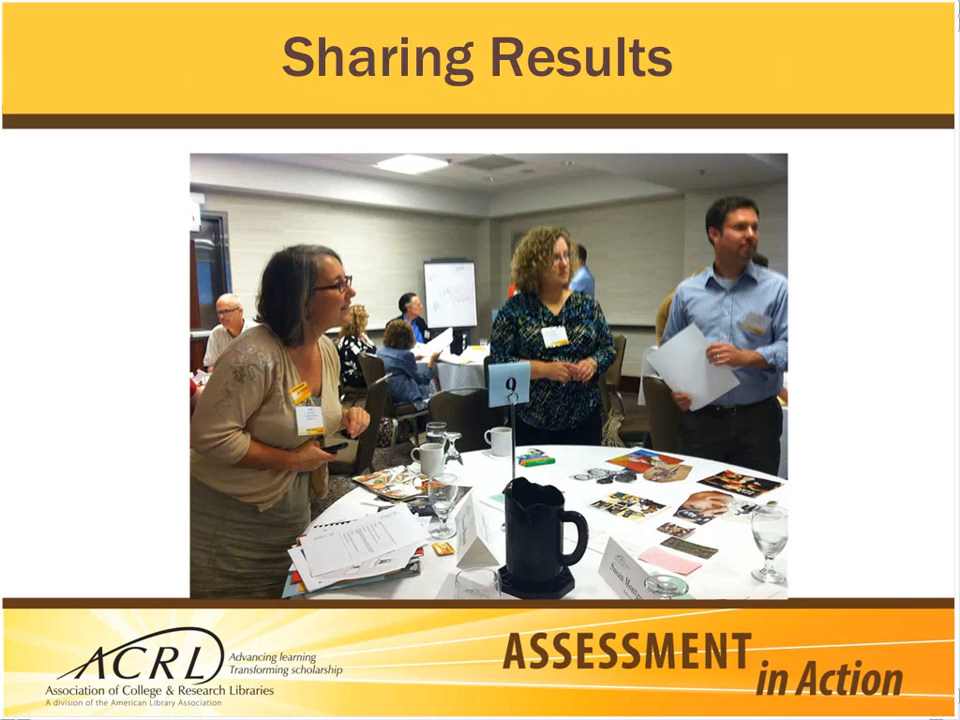 Sharing Results
9
ACRL
Advancing learning
Transforming scholarship
Association of College & Research Libraries
A division of the American Library Association
ASSESSMENT
in Action